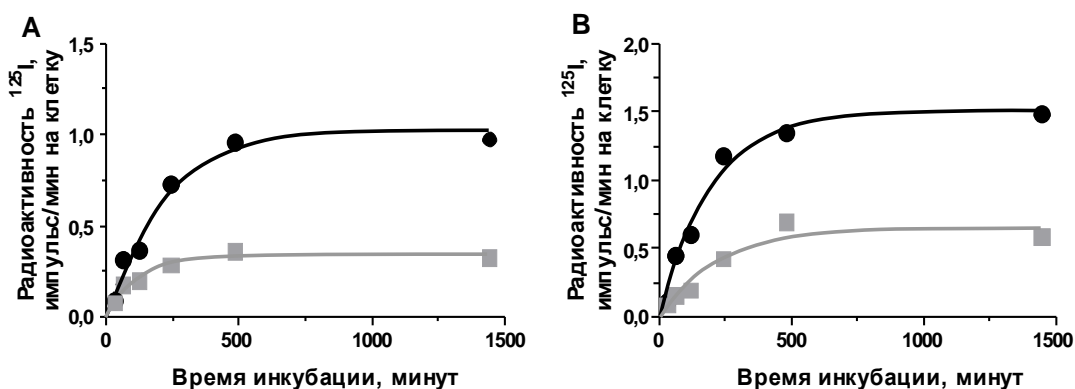 А
Радиоактивность ¹²⁵I,
импульс/мин на клетку
1,5
1,0
0,5
0,0
0
500
1000
1500
Время инкубации, минут
В
Радиоактивность ¹²⁵I,
импульс/мин на клетку
2,0
1,5
1,0
0,5
0,0
0
500
1000
1500
Время инкубации, минут